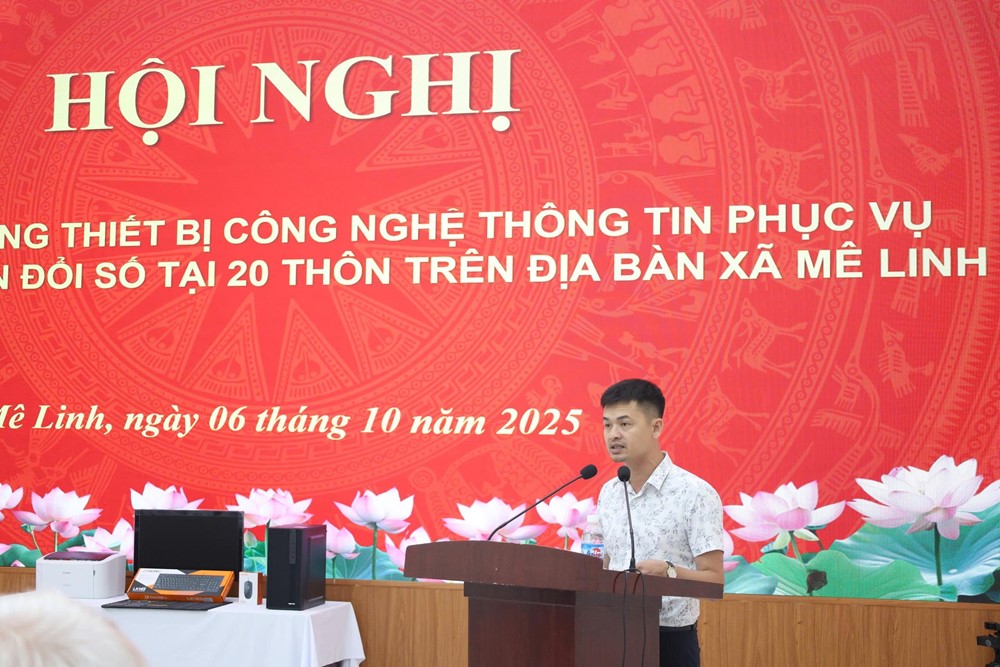 HỘI NGHỊ
NG THIẾT BỊ CÔNG NGHỆ THÔNG TIN PHỤC VỤ
N ĐỔI SỐ TẠI 20 THÔN TRÊN ĐỊA BÀN XÃ MÊ LINH
Mê Linh, ngày 06 tháng 10 năm 2025